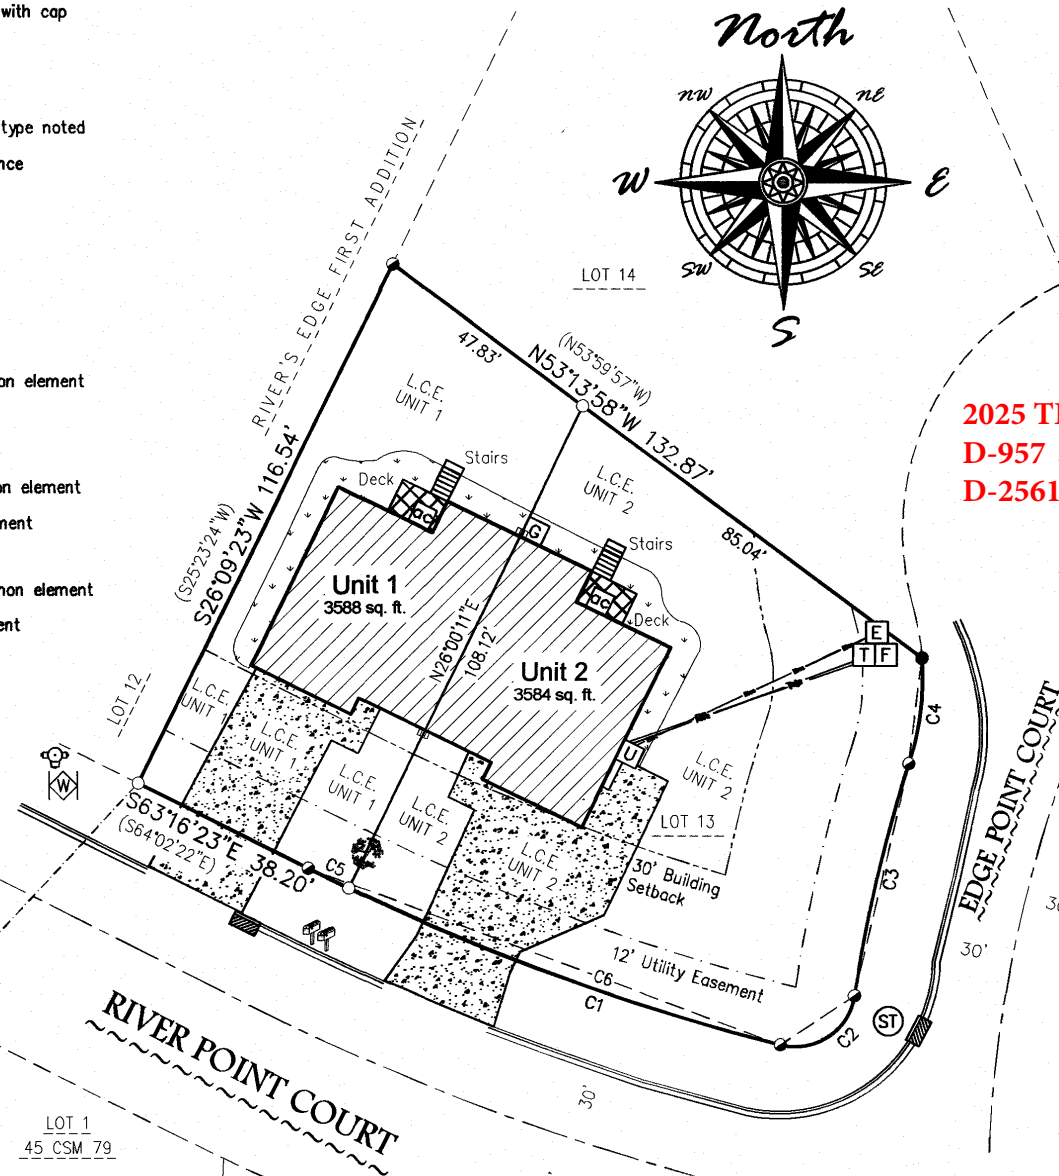 with cap
type noted
nce
on element
on element
ment
non element
ent
North
nW
nE
W
E
SW
SE
S
LOT 14
RIVER'S EDGE FIRST ADDITION
47.83'
(N53°59'57"W)
N53°13'58"W 132.87'
85.04'
L.C.E.
UNIT 1
L.C.E.
UNIT 2
2025 T
D-957
D-2561
S26°09'23"W 116.54'
(S25°23'24"W)
Stairs
Deck
ac
G
Stairs
ac
Deck
Unit 1
3588 sq. ft.
N26°00'11"E
108.12'
Unit 2
3584 sq. ft.
E
T F
U
C4
LOT 12
L.C.E.
UNIT 1
L.C.E.
UNIT 1
L.C.E.
UNIT 1
L.C.E.
UNIT 2
L.C.E.
UNIT 2
L.C.E.
UNIT 2
LOT 13
W
S63°16'23"E 38.20'
(S64°02'22"E)
C5
30' Building
Setback
12' Utility Easement
C3
C6
C1
C2
ST
EDGE POINT COURT
30'
30'
30
RIVER POINT COURT
LOT 1
45 CSM 79